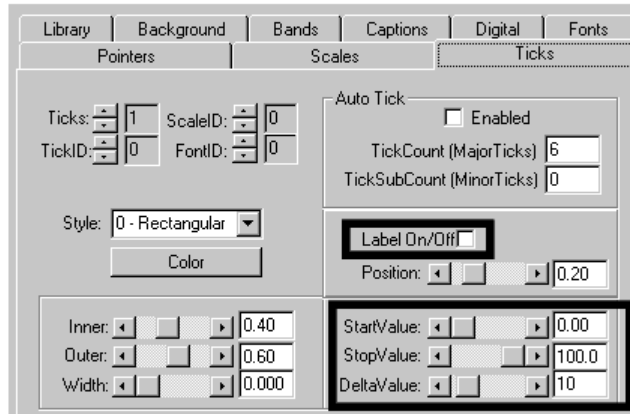 Library Background Bands Captions Digital Fonts
Pointers Scales Ticks
Ticks: 1 ScaleID: 0
TickID: 0 FontID: 0
Auto Tick
Enabled
TickCount (MajorTicks) 6
TickSubCount (MinorTicks) 0
Style: 0 - Rectangular
Color
Label On/Off
Position: 0.20
Inner: 0.40
Outer: 0.60
Width: 0.000
StartValue: 0.00
StopValue: 100.0
DeltaValue: 10